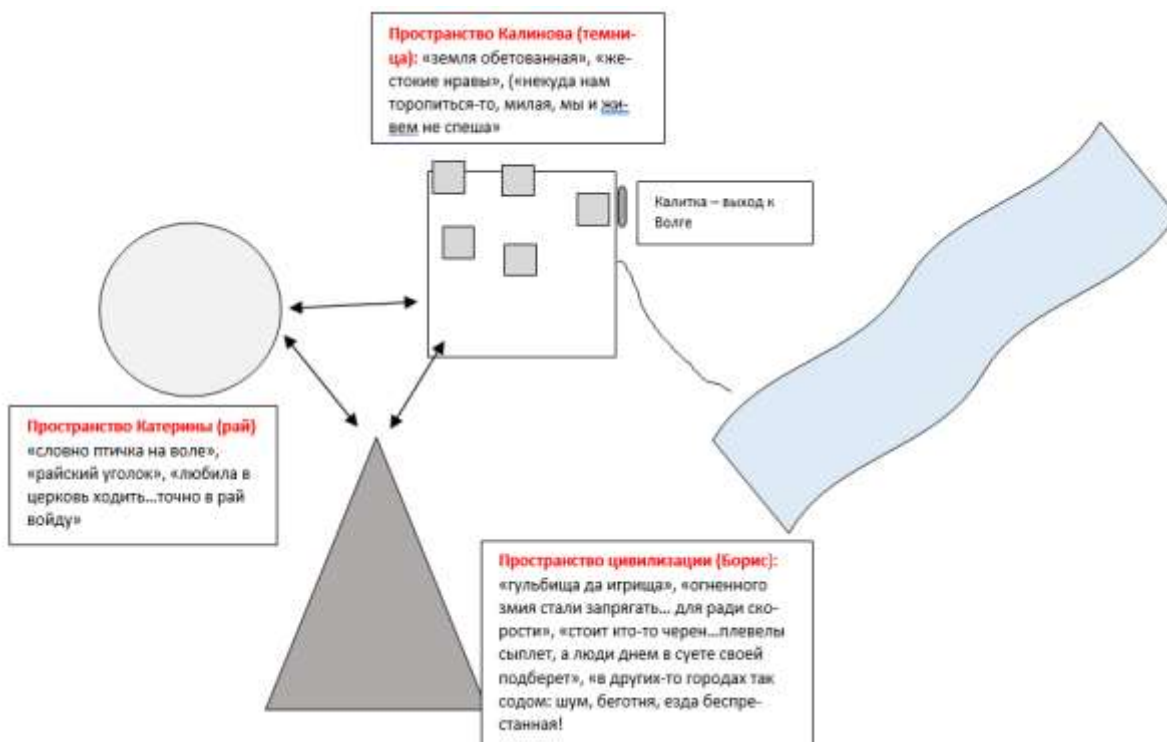 Пространство Калинова (темни-
ца): «земля обетованная», «же-
стокие нравы», («некуда нам
торопиться-то, милая, мы и жи-
вем не спеша»
Калитка – выход к
Волге
Пространство Катерины (рай)
«словно птичка на воле»,
«райский уголок», «любила в
церковь ходить…точно в рай
войду»
Пространство цивилизации (Борис):
«гульбища да игрища», «огненного
змия стали запрягать… для ради ско-
рости», «стоит кто-то черен…плевелы
сыплет, а люди днем в суете своей
подберет», «в других-то городах так
содом: шум, беготня, езда беспре-
станная!